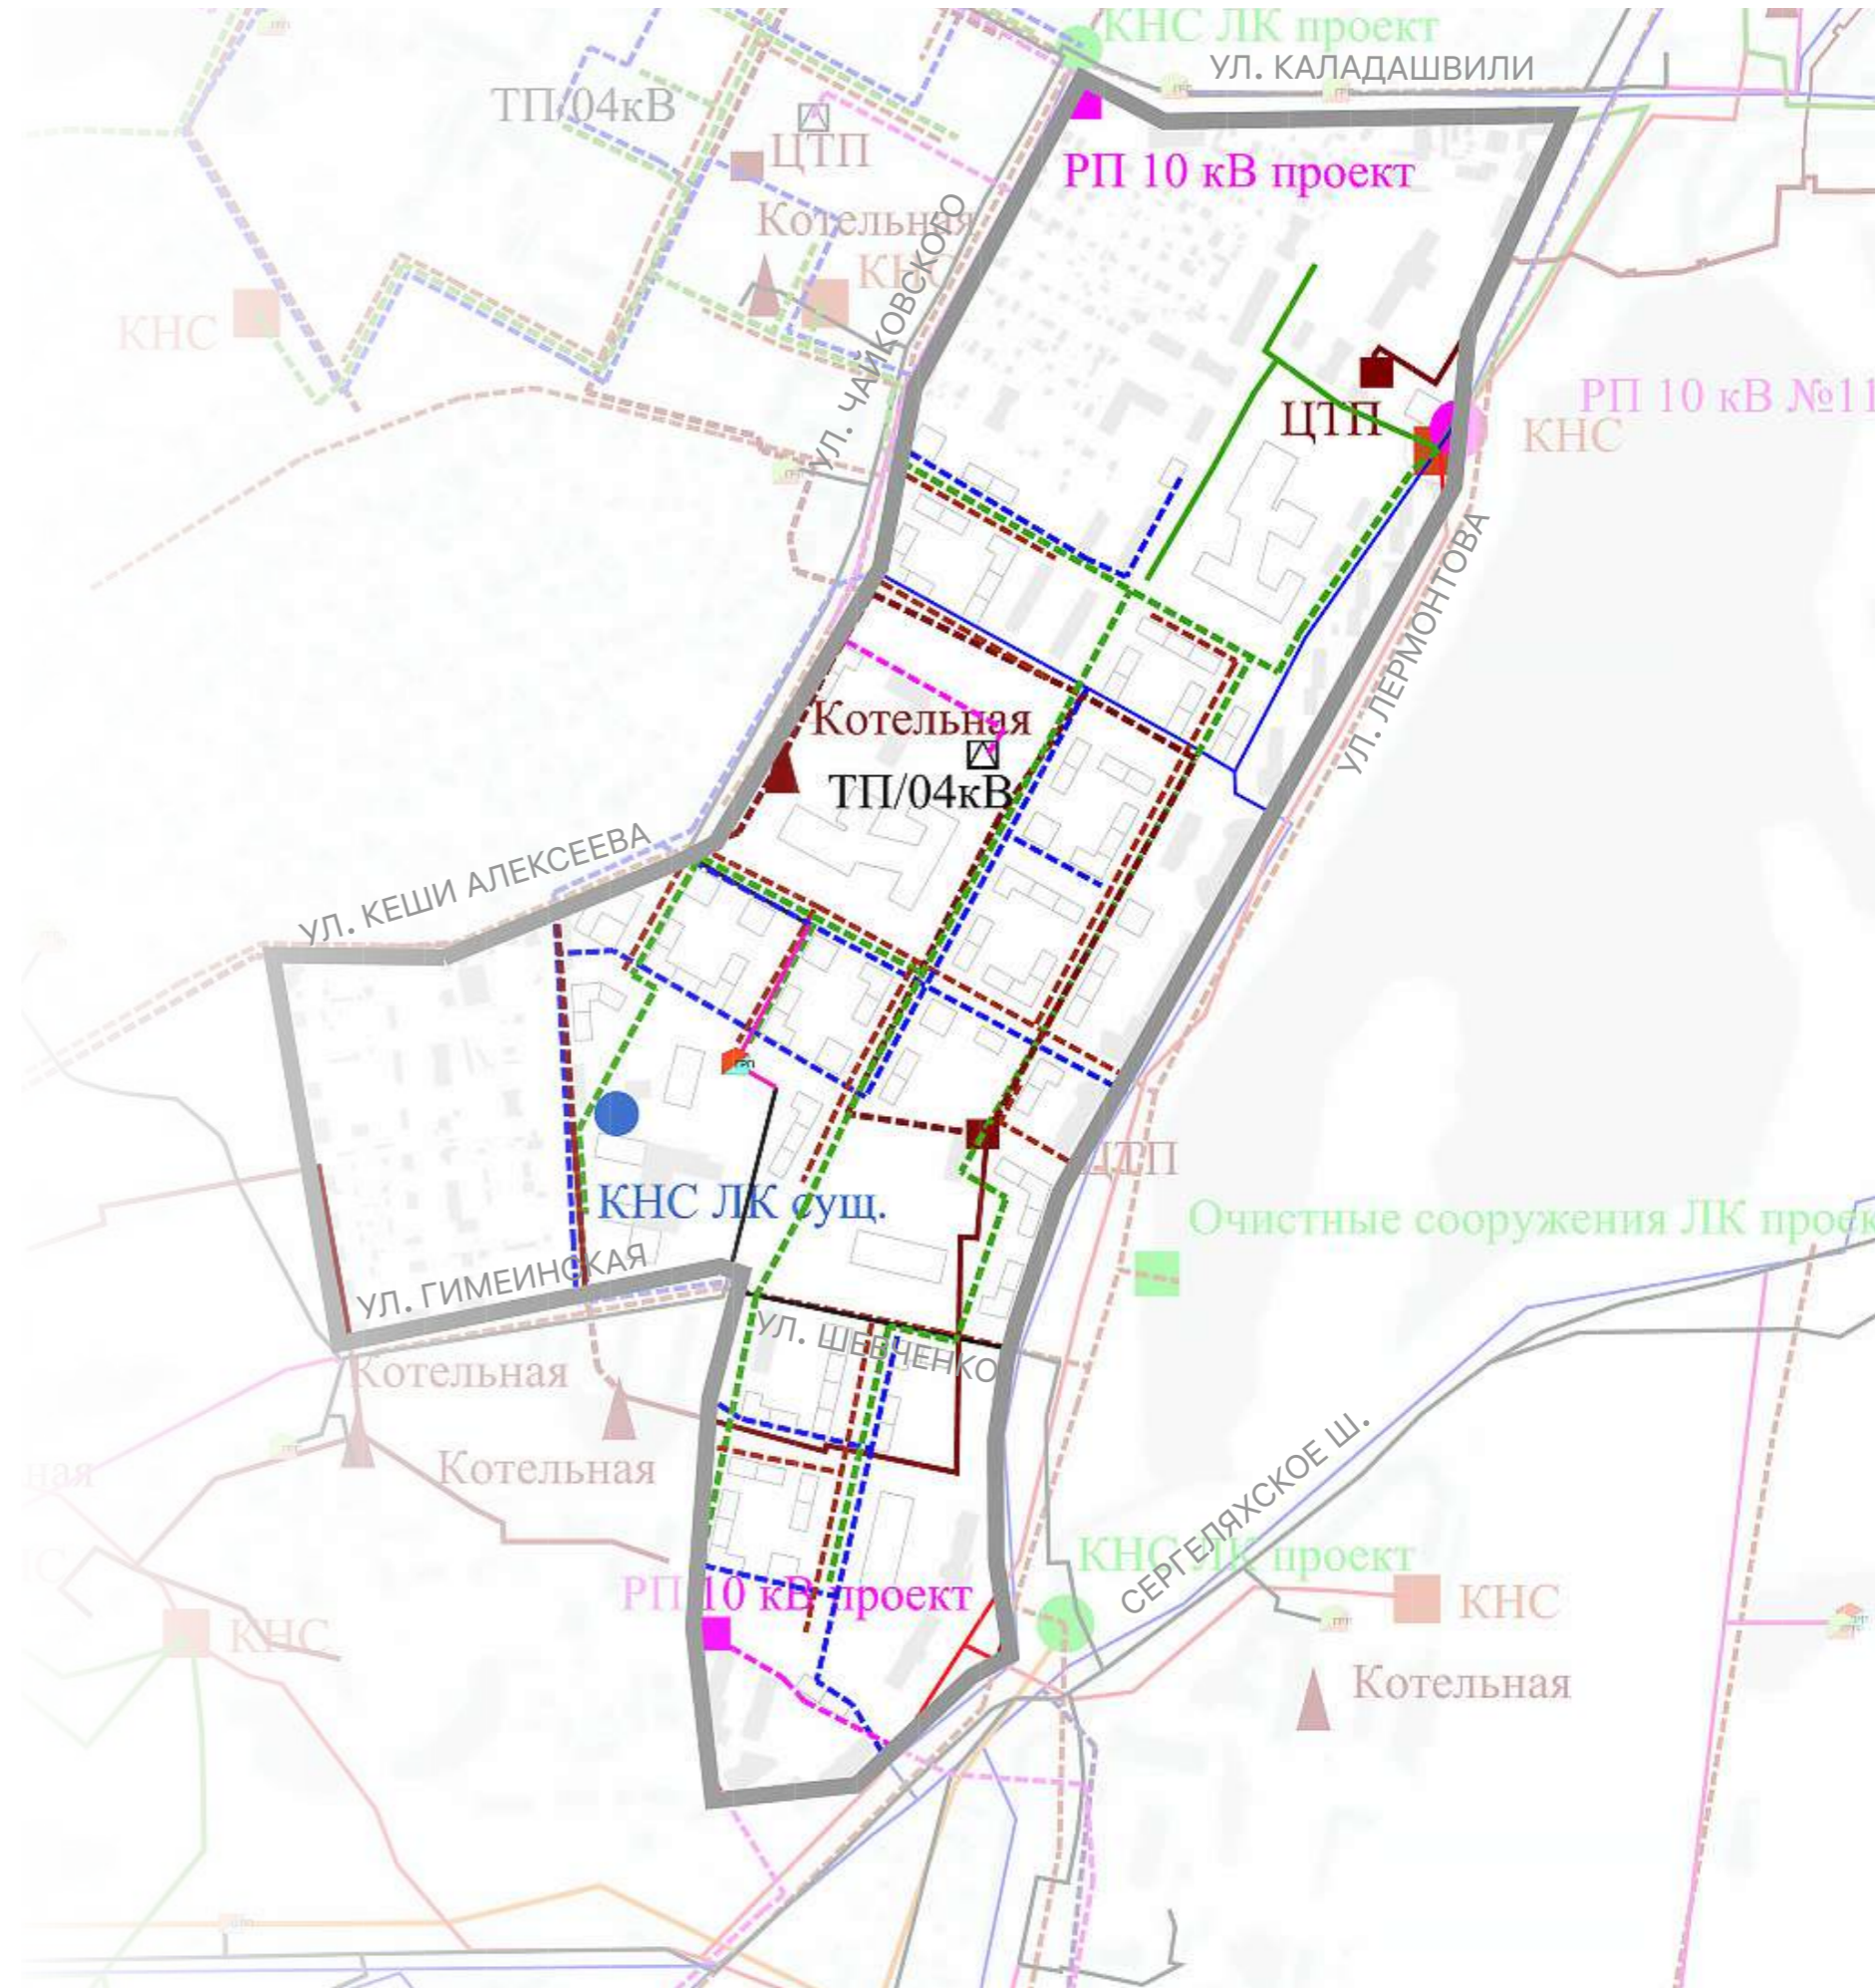 КНС ЛК проект
УЛ. КАЛАДАШВИЛИ
ТП/04кВ
ЦТП
РП 10 кВ проект
Котельная
КНС
УЛ. ЧАЙКОВСКОГО
КНС
РП 10 кВ №11
ЦТП
КНС
УЛ. ЛЕРМОНТОВА
Котельная
ТП/04кВ
УЛ. КЕШИ АЛЕКСЕЕВА
ГРП
ЦТП
КНС ЛК сущ.
Очистные сооружения ЛК проек
УЛ. ГИМЕИНСКАЯ
УЛ. ШЕВЧЕНКО
Котельная
Котельная
ная
СЕРГЕЛЯХСКОЕ Ш.
КНС ЛК проект
РП 10 кВ проект
КНС
КНС
Котельная